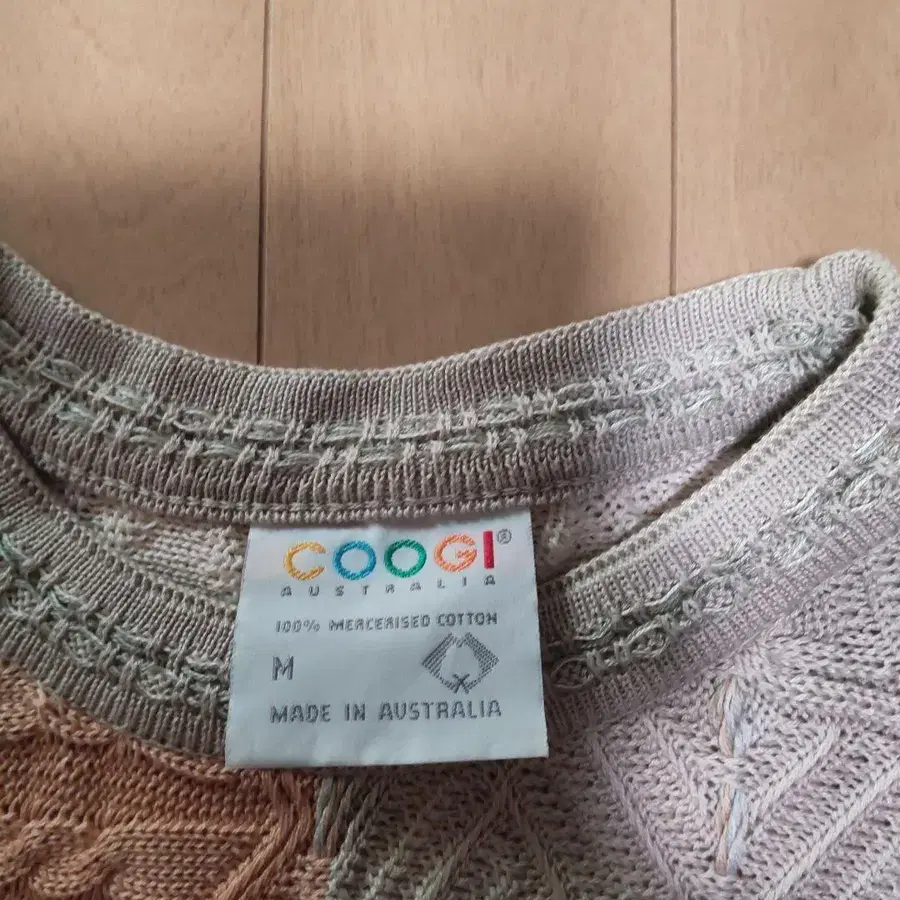 COOGI®
AUSTRALIA
100% MERCERISED COTTON
M
MADE IN AUSTRALIA